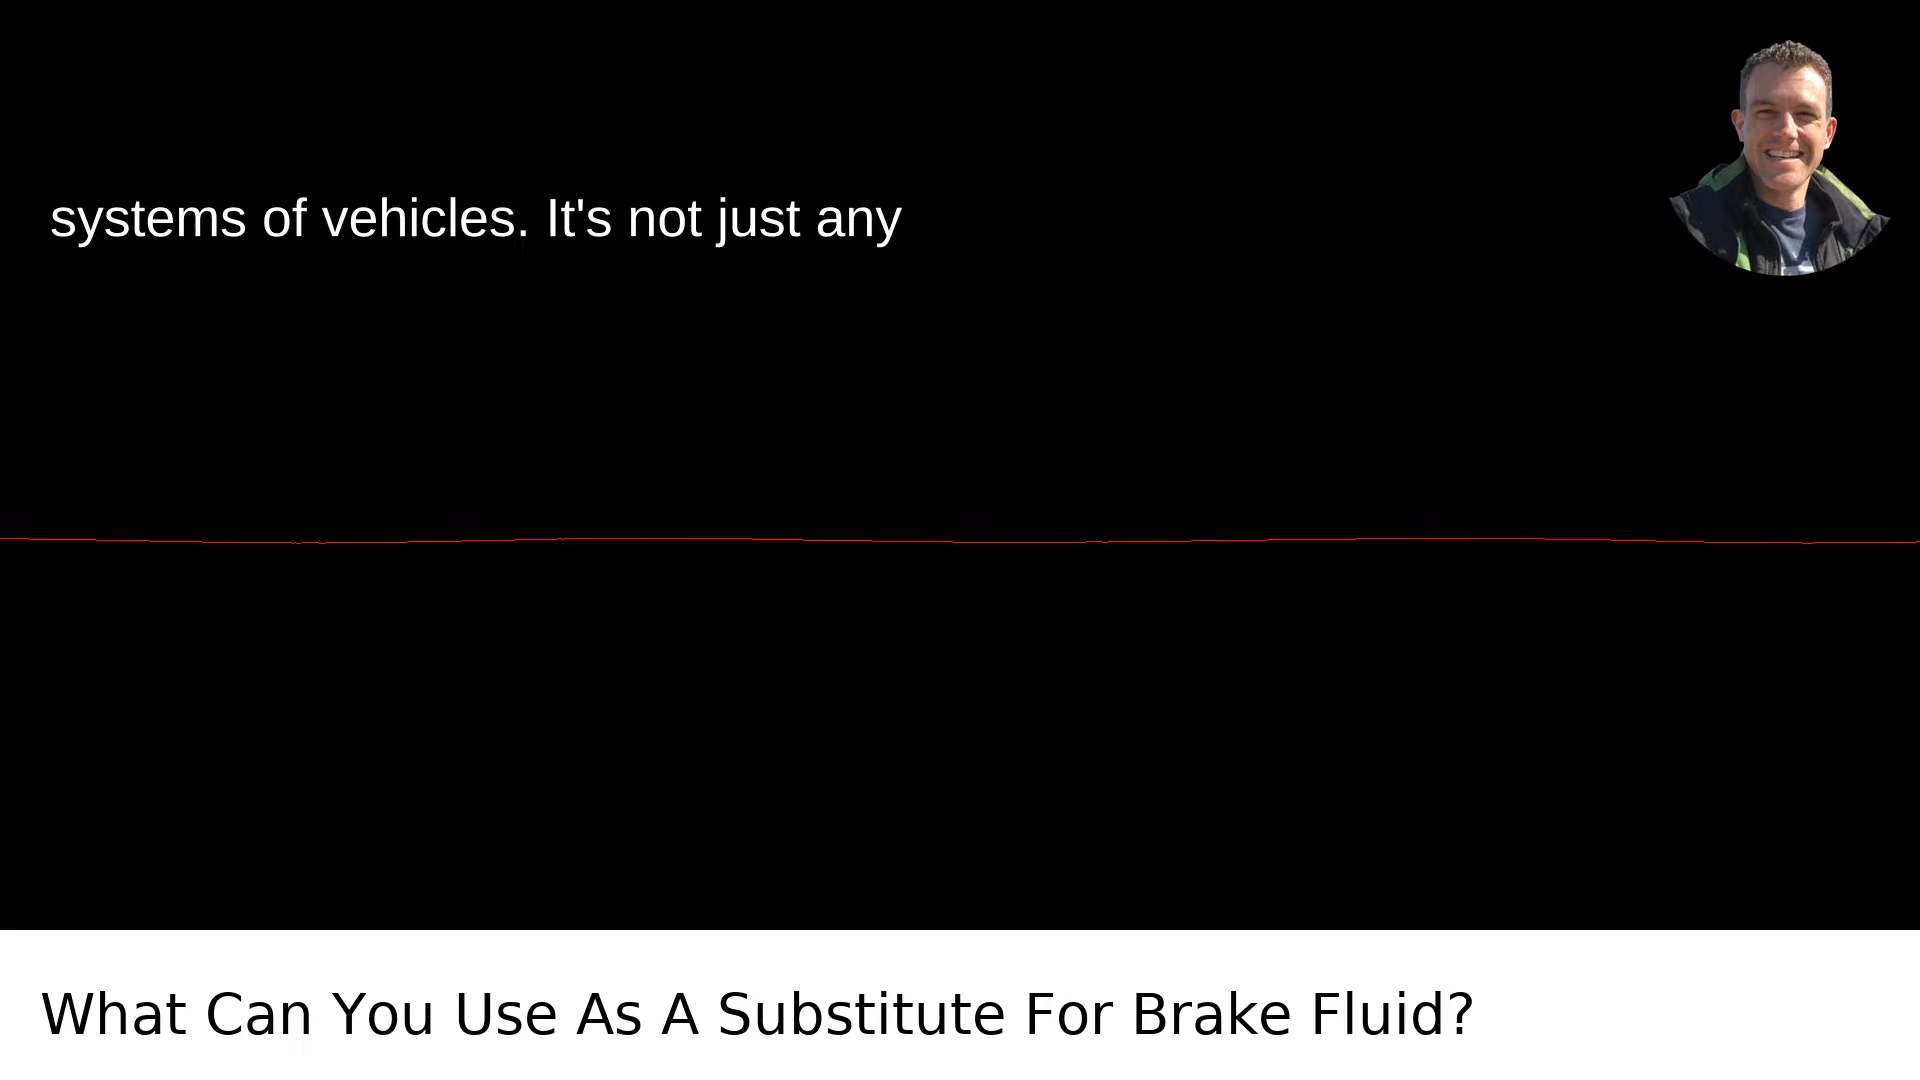 systems of vehicles. It's not just any
What Can You Use As A Substitute For Brake Fluid?